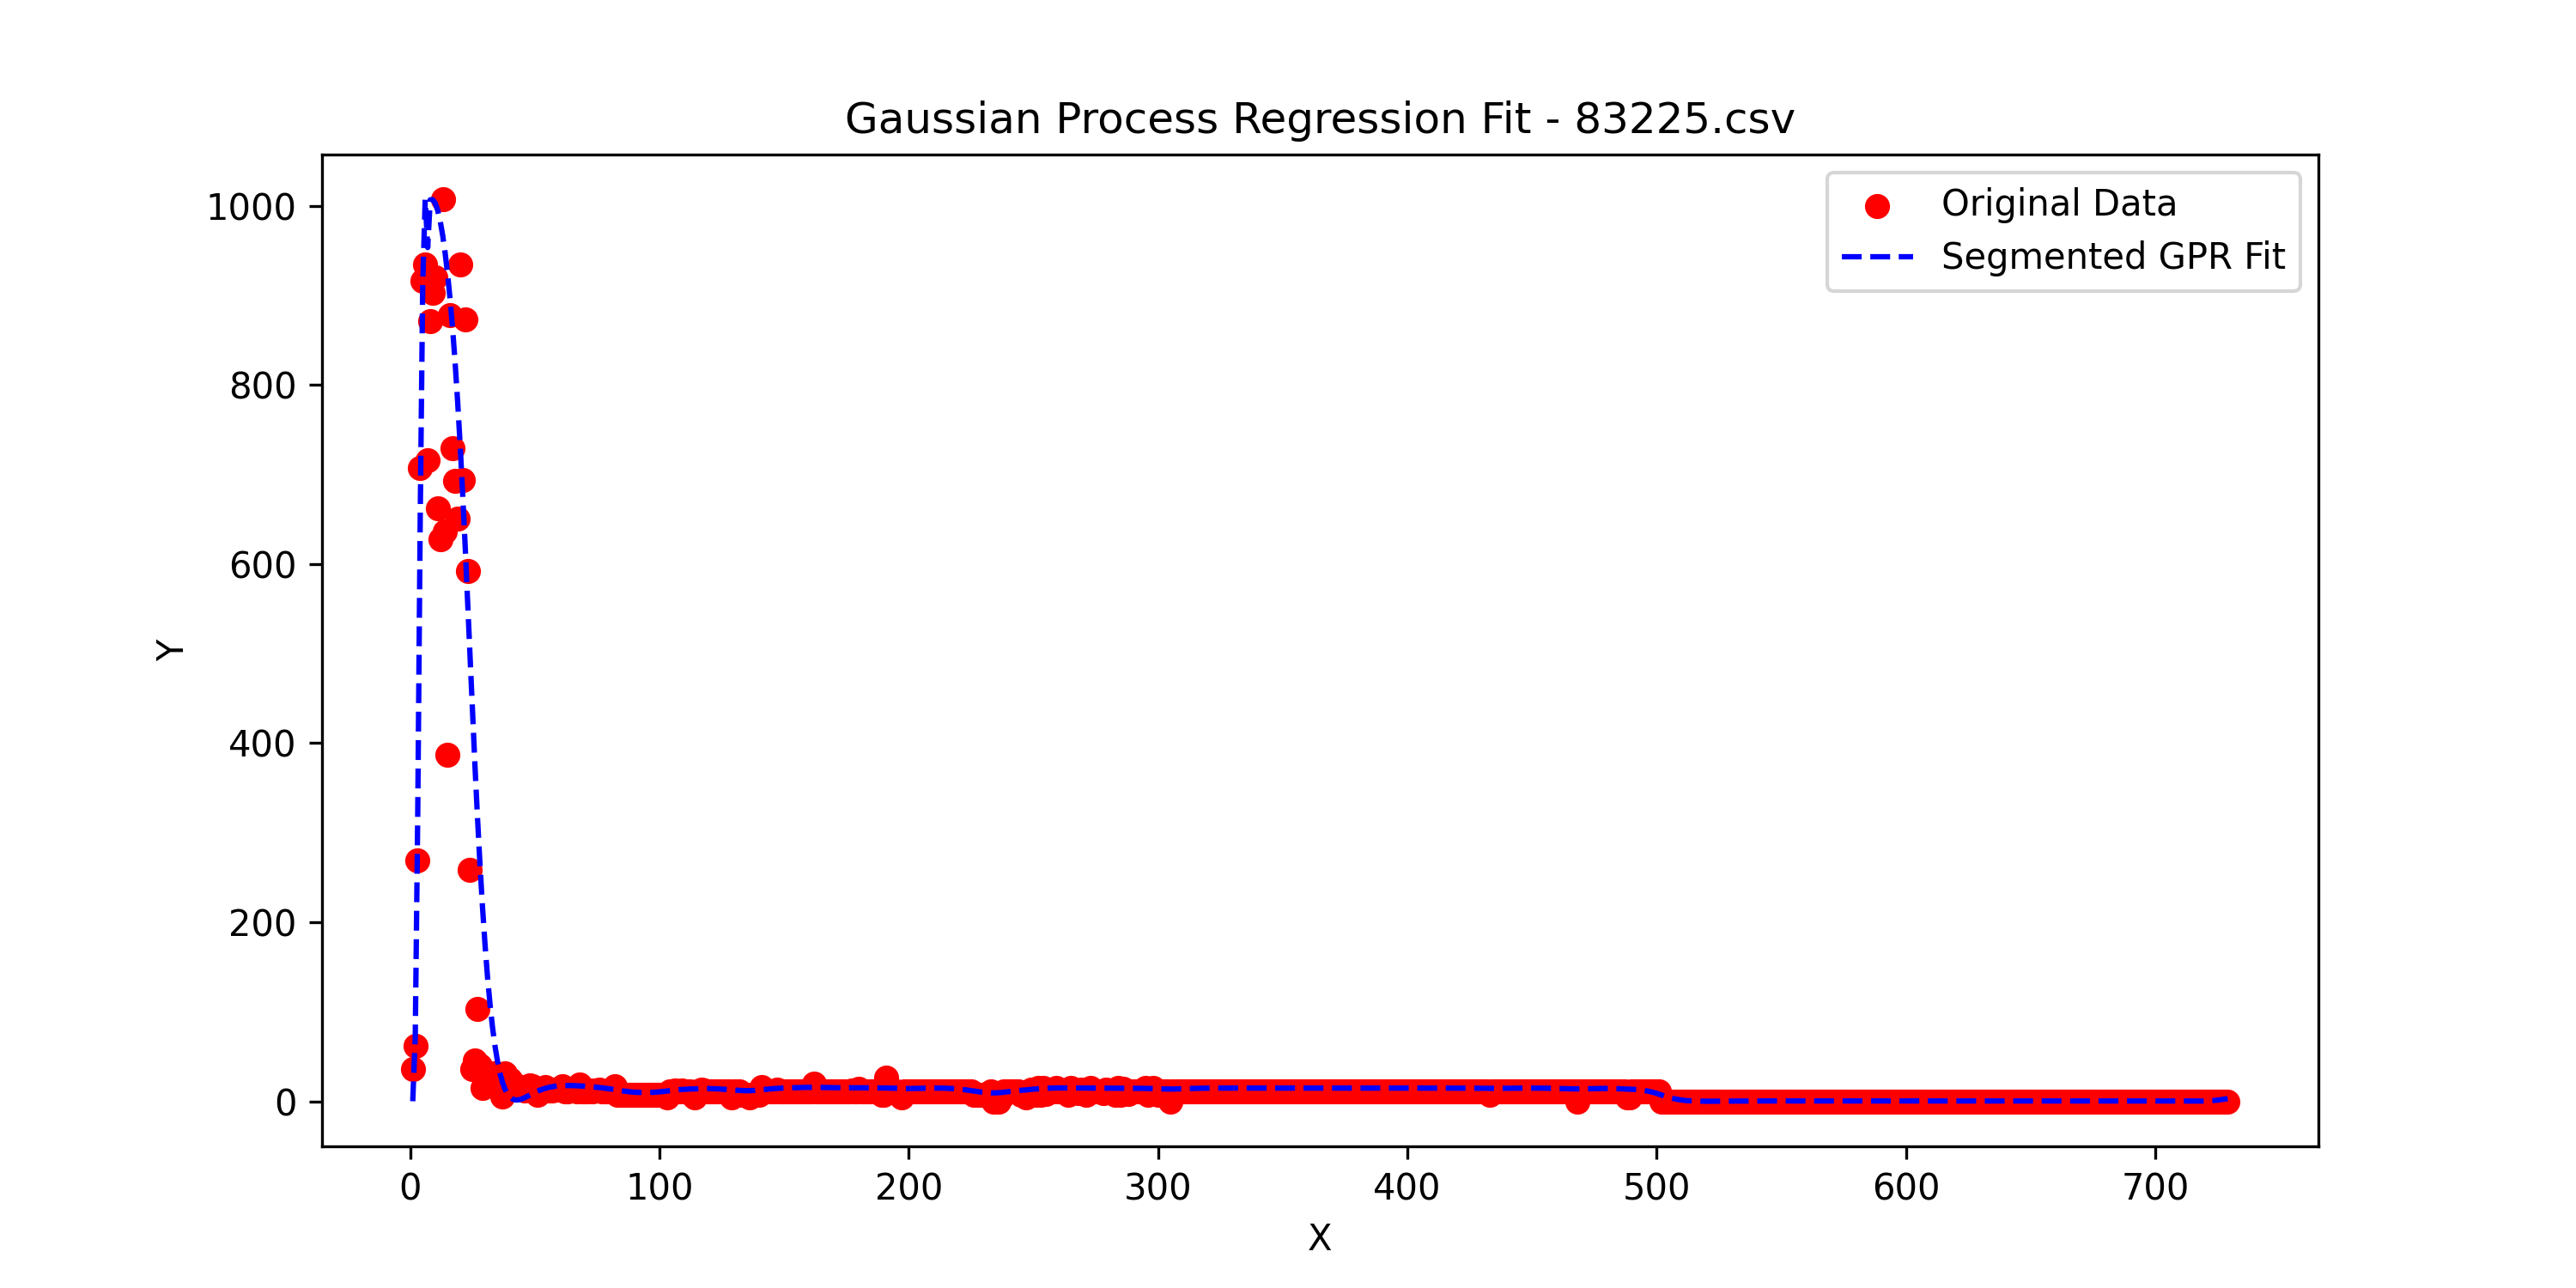 Gaussian Process Regression Fit - 83225.csv
Original Data
Segmented GPR Fit
Y
1000
800
600
400
200
0
0 100 200 300 400 500 600 700
X